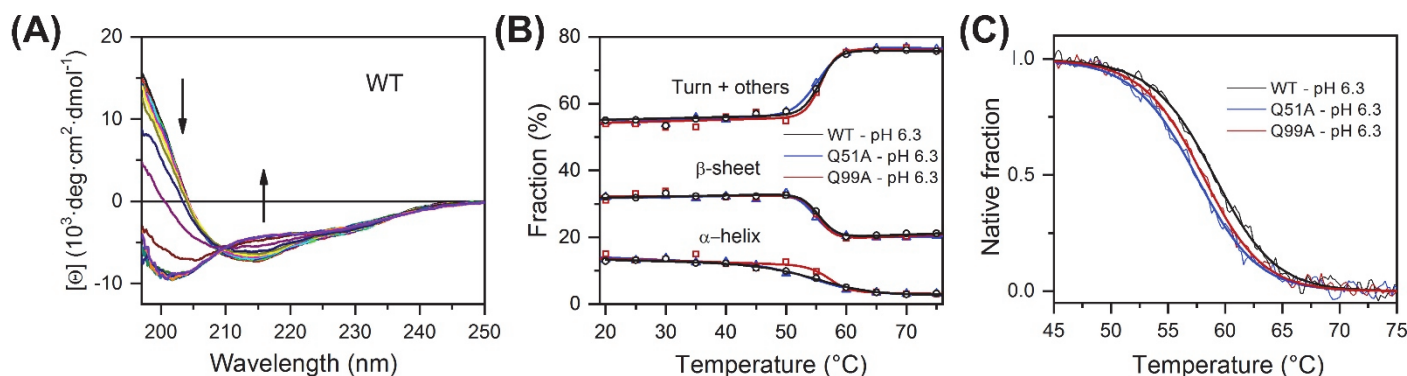 (A)
20
10
0
-10
[Θ] (10³·deg·cm²·dmol⁻¹)
WT
200 210 220 230 240 250
Wavelength (nm)
(B)
80
60
40
20
0
Fraction (%)
Turn + others
WT - pH 6.3
Q51A - pH 6.3
Q99A - pH 6.3
β-sheet
α-helix
20 30 40 50 60 70
Temperature (°C)
(C)
1.0
0.5
0.0
Native fraction
WT - pH 6.3
Q51A - pH 6.3
Q99A - pH 6.3
45 50 55 60 65 70 75
Temperature (°C)